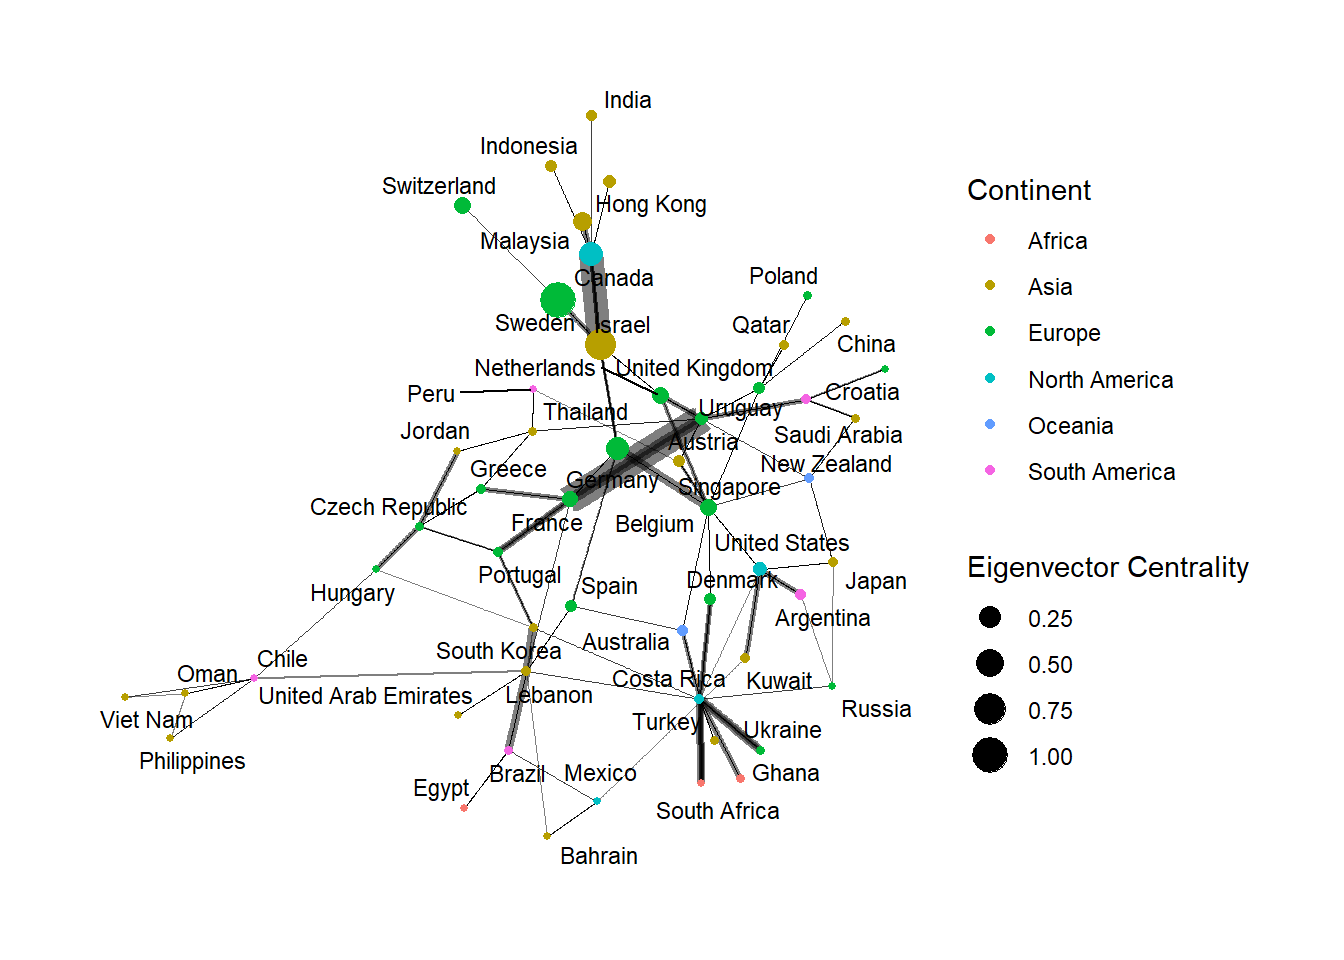 India
Indonesia
Switzerland
Hong Kong
Malaysia
Canada
Poland
Sweden
Israel
Qatar
China
Netherlands
United Kingdom
Peru
Croatia
Thailand
Uruguay
Jordan
Austria
Saudi Arabia
Greece
New Zealand
Germany
Singapore
Czech Republic
France
Belgium
United States
Portugal
Spain
Denmark
Japan
Hungary
Argentina
Australia
South Korea
Chile
Oman
Costa Rica
Kuwait
United Arab Emirates
Lebanon
Russia
Viet Nam
Turkey
Ukraine
Philippines
Brazil
Mexico
Ghana
Egypt
South Africa
Bahrain
Continent
Africa
Asia
Europe
North America
Oceania
South America
Eigenvector Centrality
0.25
0.50
0.75
1.00